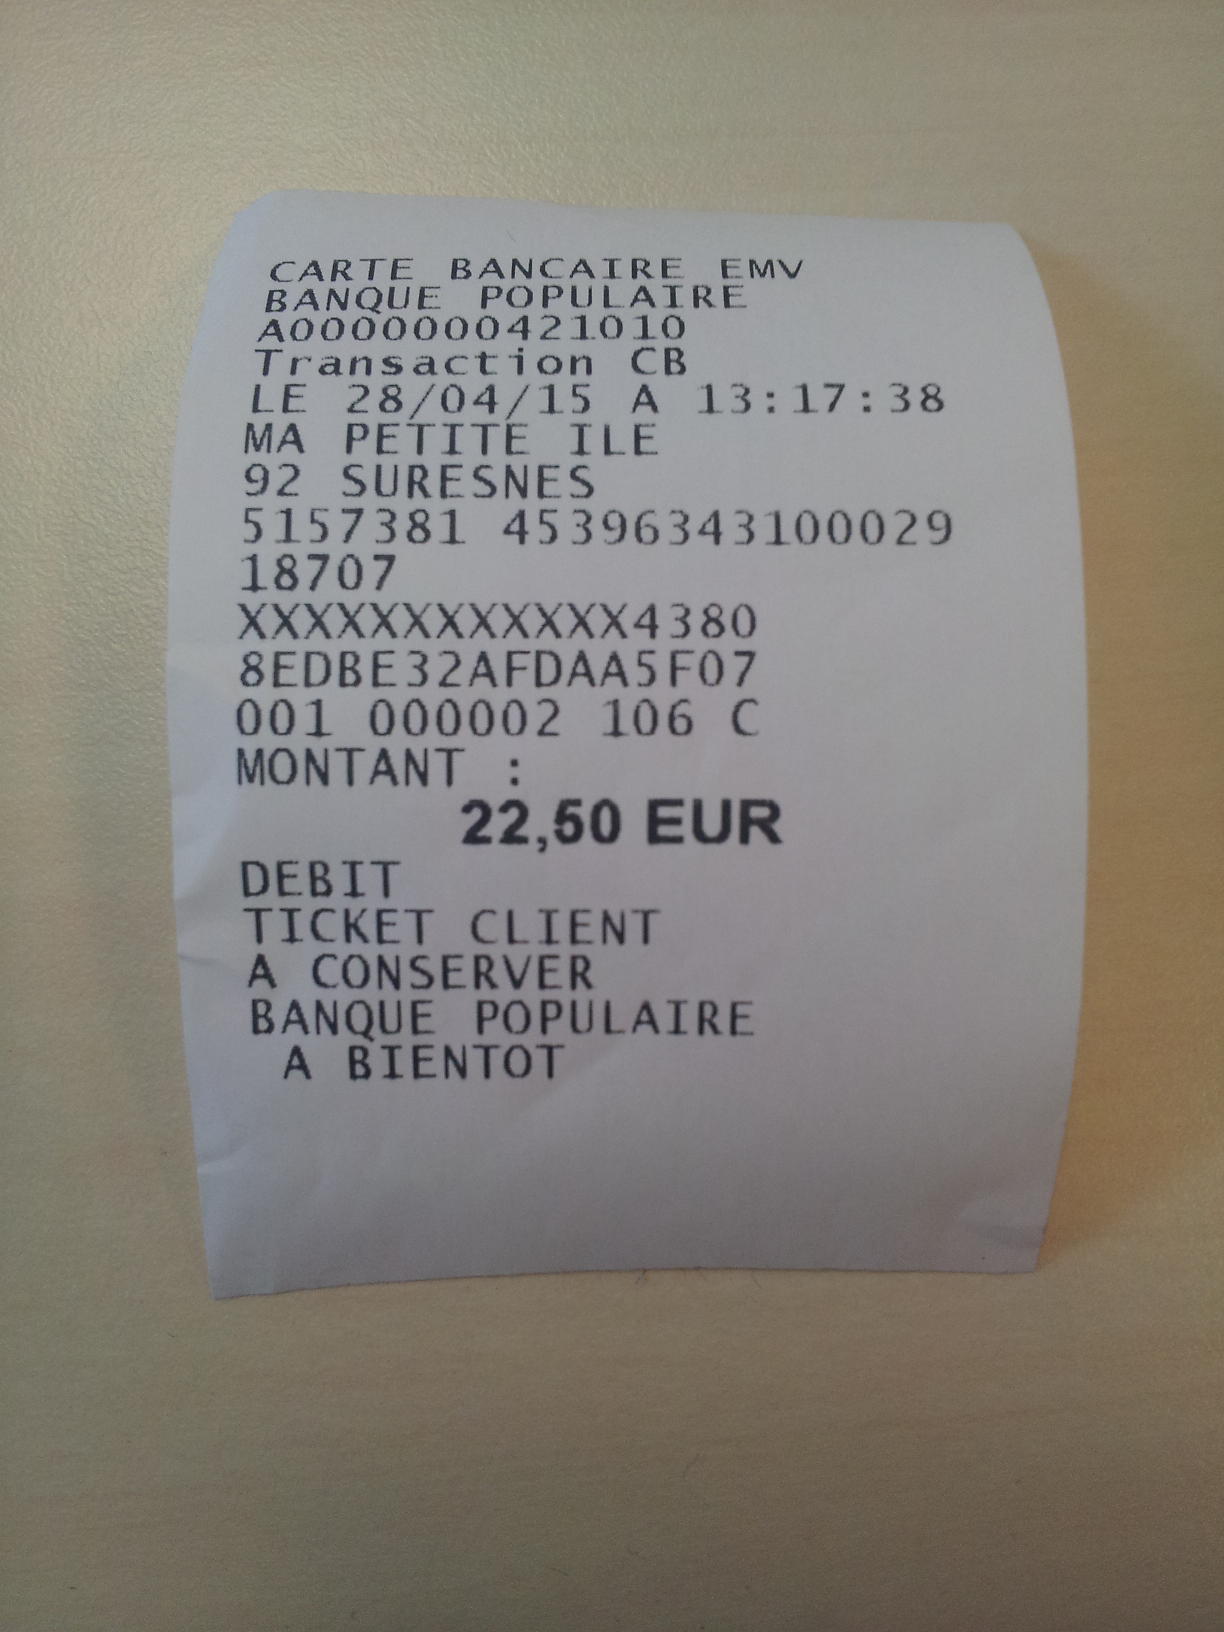 CARTE BANCAIRE EMV
BANQUE POPULAIRE
A0000000421010
Transaction CB
LE 28/04/15 A 13:17:38
MA PETITE ILE
92 SURESNES
5157381 45396343100029
18707
XXXXXXXXXXXX4380
8EDBE32AFDAA5F07
001 000002 106 C
MONTANT :
22,50 EUR
DEBIT
TICKET CLIENT
A CONSERVER
BANQUE POPULAIRE
A BIENTOT